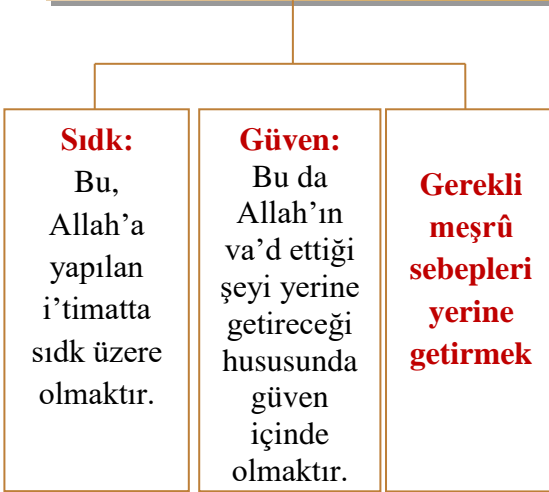 Sıdk:
Bu,
Allah’a
yapılan
i’timatta
sıdk üzere
olmaktır.
Güven:
Bu da
Allah’ın
va’d ettiği
şeyi yerine
getireceği
hususunda
güven
içinde
olmaktır.
Gerekli
meşrû
sebepleri
yerine
getirmek